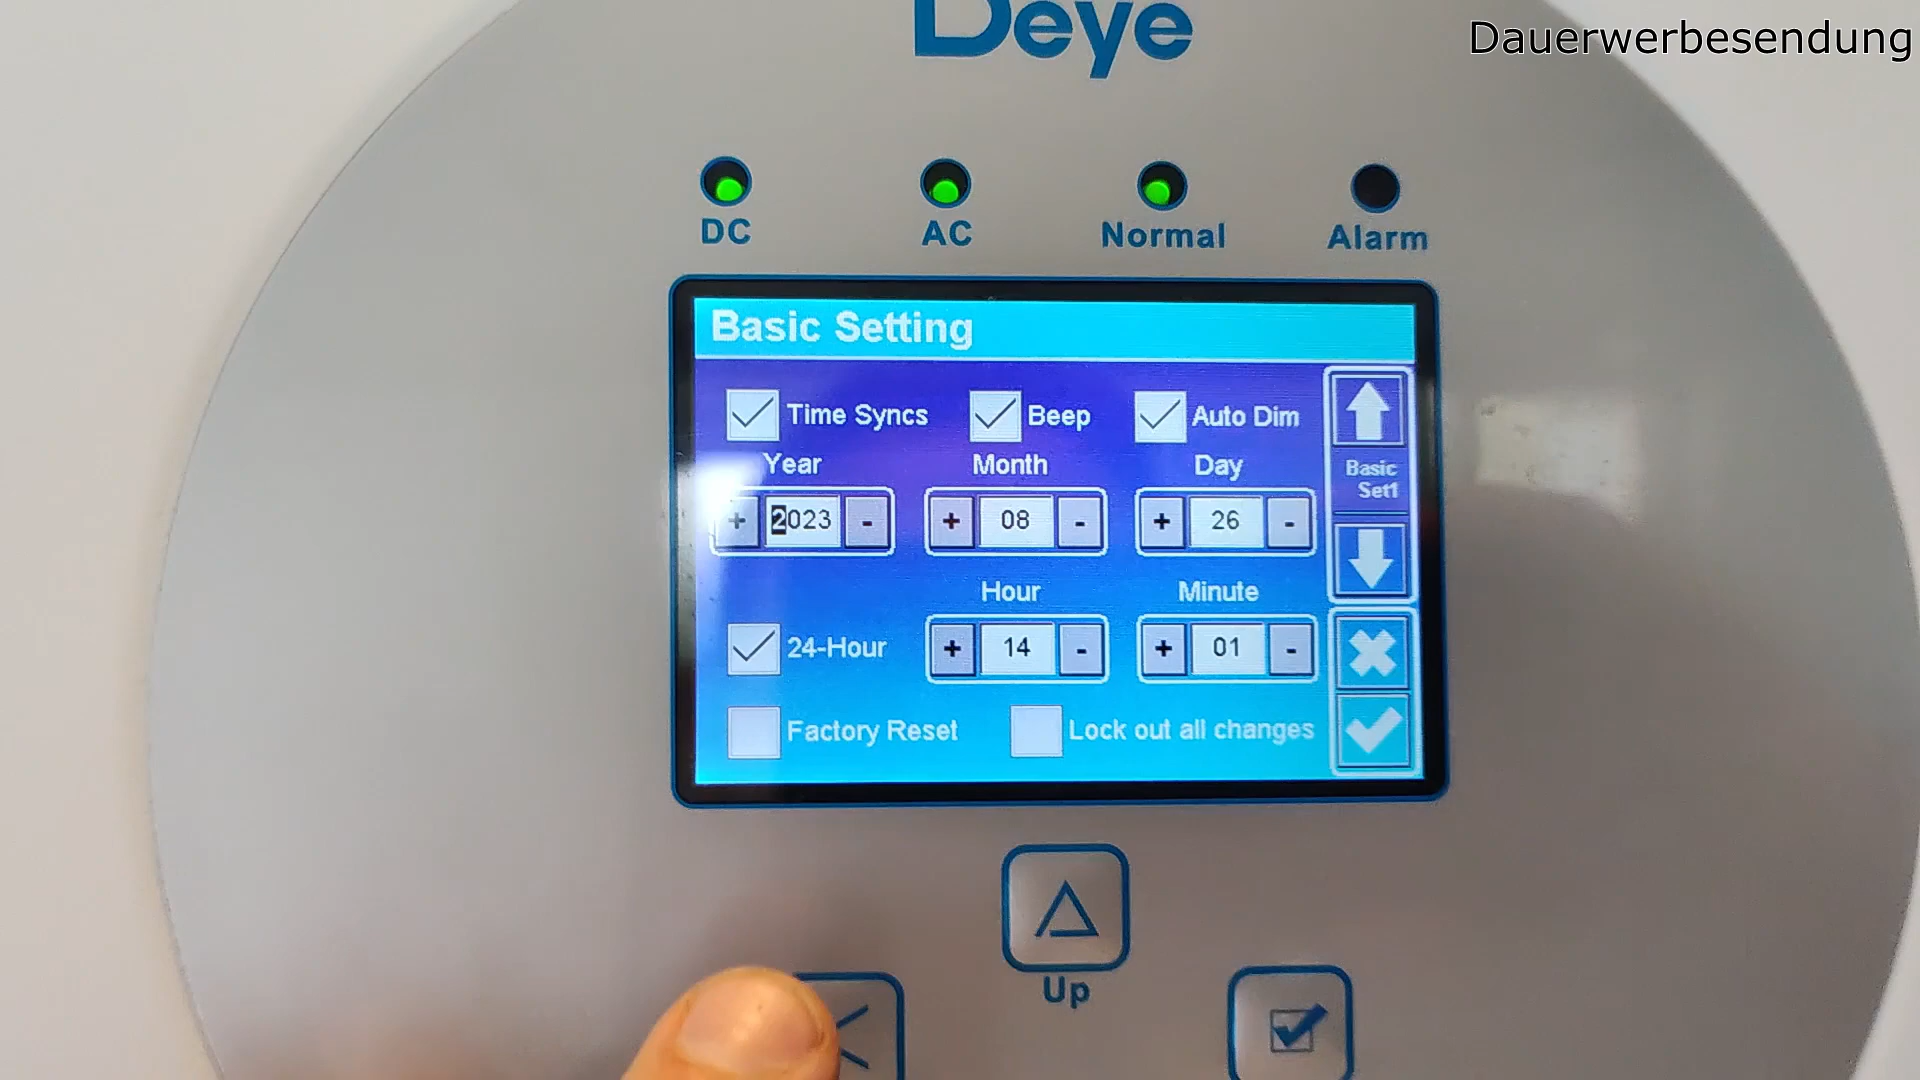 Deye
Dauerwerbesendung
DC AC Normal Alarm
Basic Setting
Time Syncs Beep Auto Dim
Year Month Day
+ 2023 - + 08 - + 26 -
Basic
Set1
Hour Minute
24-Hour + 14 - + 01 -
Factory Reset Lock out all changes
Up